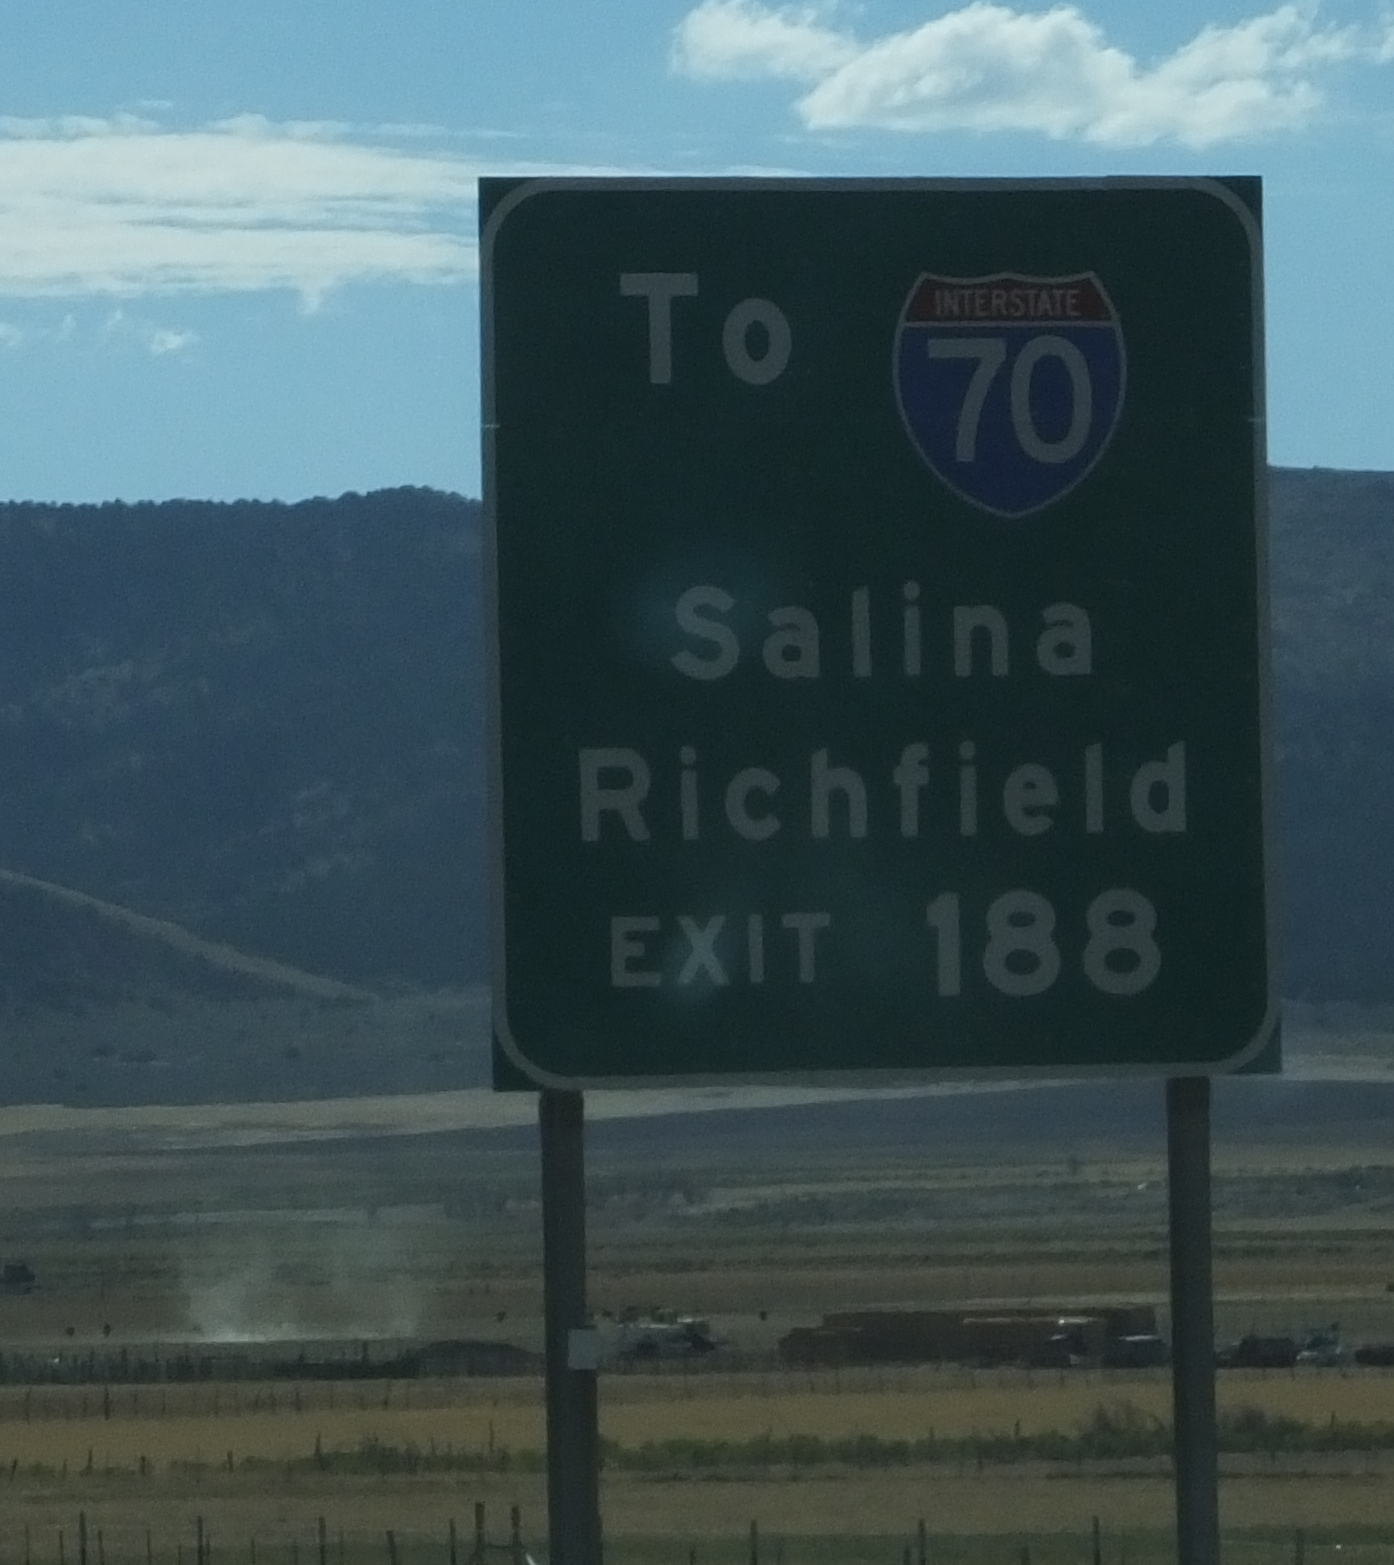 To INTERSTATE 70
Salina
Richfield
EXIT 188